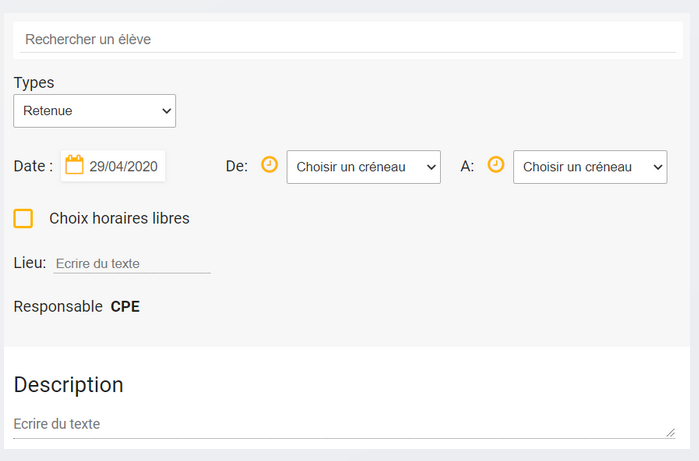 Rechercher un élève
Types
Retenue
Date : 29/04/2020 De: Choisir un créneau A: Choisir un créneau
Choix horaires libres
Lieu: Ecrire du texte
Responsable CPE
Description
Ecrire du texte